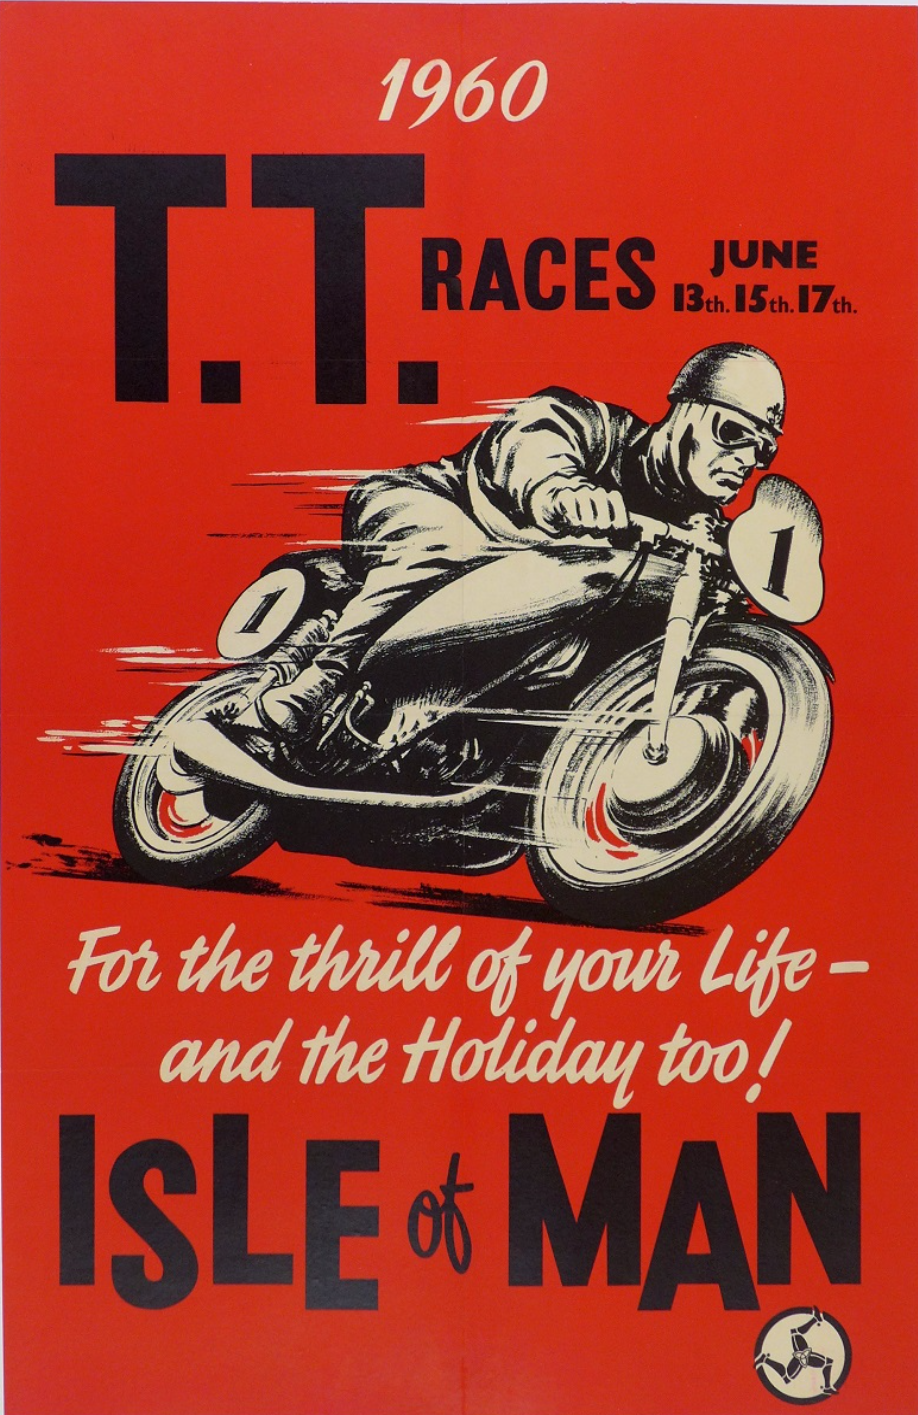 1960
T.T. RACES JUNE
13th. 15th. 17th.
1
1
For the thrill of your Life –
and the Holiday too!
ISLE of MAN